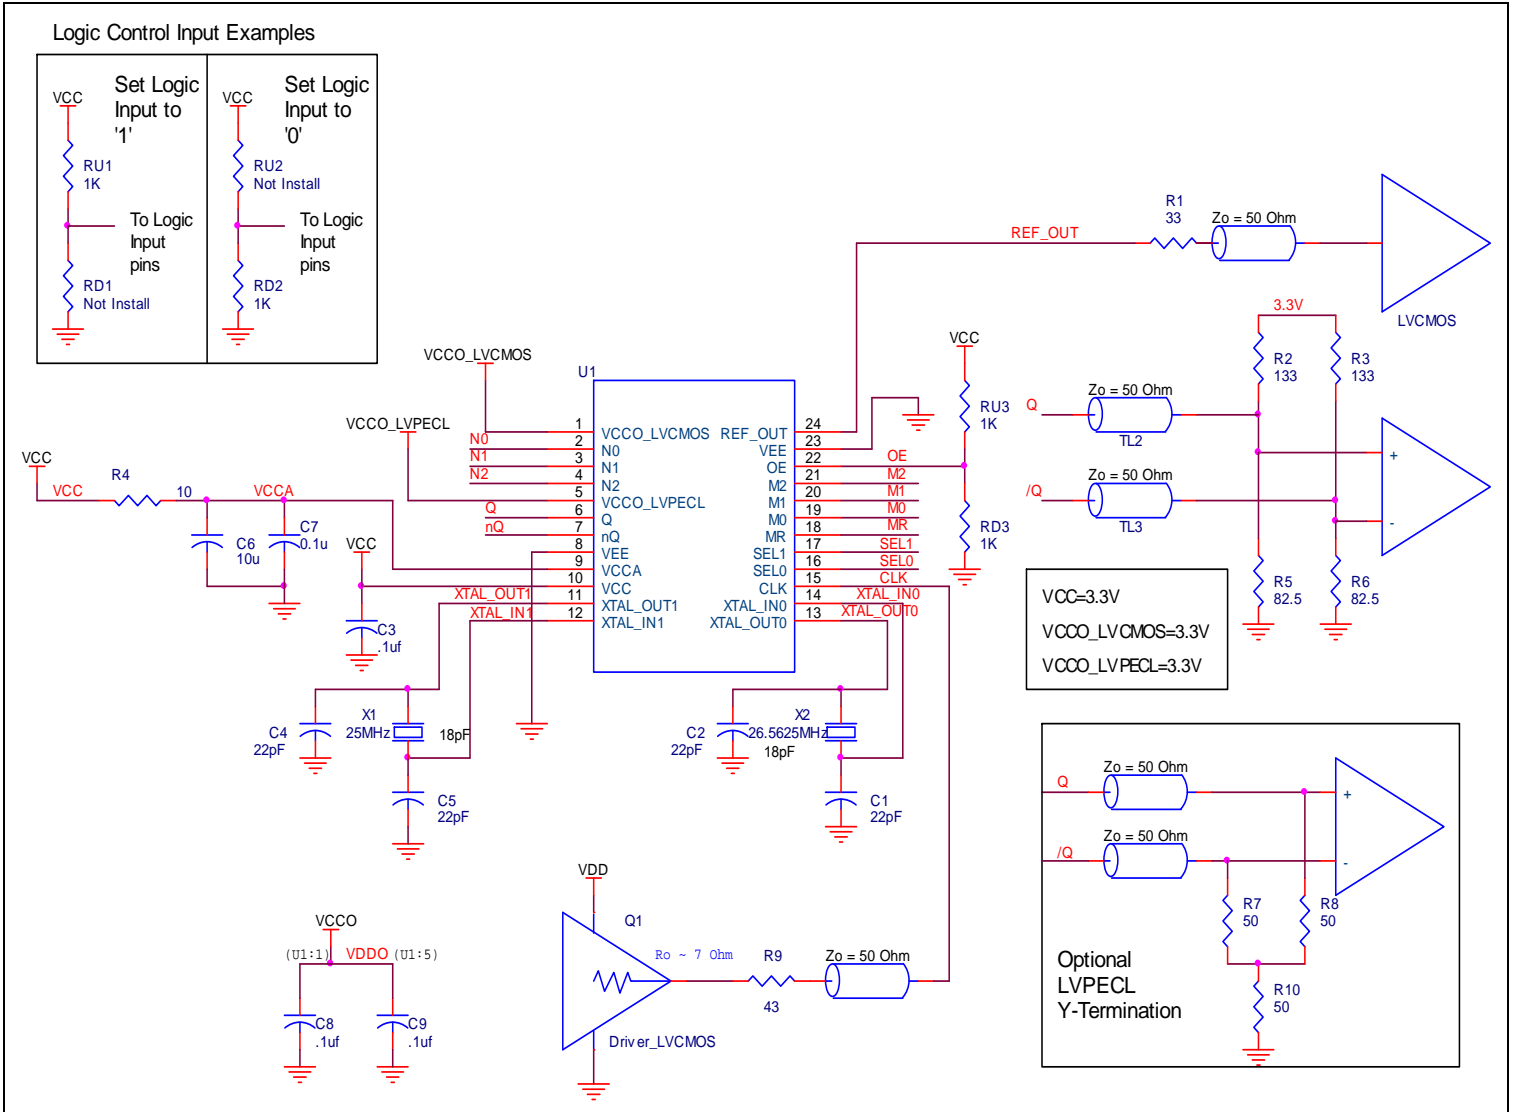 Logic Control Input Examples
Set Logic
Input to
'1'
VCC
RU1
1K
To Logic
Input
pins
RD1
Not Install
Set Logic
Input to
'0'
VCC
RU2
Not Install
To Logic
Input
pins
RD2
1K
VCCO_LVCMOS
VCCO_LVPECL
U1
1 VCCO_LVCMOS
N0 2 N0
N1 3 N1
N2 4 N2
5 VCCO_LVPECL
Q 6 Q
nQ 7 nQ
8 VEE
9 VCCA
10 VCC
XTAL_OUT1 11 XTAL_OUT1
XTAL_IN1 12 XTAL_IN1
REF_OUT 24
VEE 23
OE 22 OE
M2 21 M2
M1 20 M1
M0 19 M0
MR 18 MR
SEL1 17 SEL1
SEL0 16 SEL0
CLK 15 CLK
XTAL_IN0 14 XTAL_IN0
XTAL_OUT0 13 XTAL_OUT0
VCC
VCC
R4
10
VCCA
C6
10u
C7
0.1u
VCC
C3
.1uf
C4
22pF
X1
25MHz
18pF
C5
22pF
C2
22pF
X2
26.5625MHz
18pF
C1
22pF
REF_OUT
R1
33
Zo = 50 Ohm
LVCMOS
VCC
RU3
1K
RD3
1K
3.3V
R2
133
R3
133
Q
Zo = 50 Ohm
TL2
/Q
Zo = 50 Ohm
TL3
+
-
R5
82.5
R6
82.5
VCC=3.3V
VCCO_LVCMOS=3.3V
VCCO_LVPECL=3.3V
Q
Zo = 50 Ohm
/Q
Zo = 50 Ohm
+
-
R7
50
R8
50
R10
50
Optional
LVPECL
Y-Termination
VDD
Q1
Ro ~ 7 Ohm
R9
43
Zo = 50 Ohm
Driver_LVCMOS
VCCO
(U1:1) VDDO (U1:5)
C8
.1uf
C9
.1uf